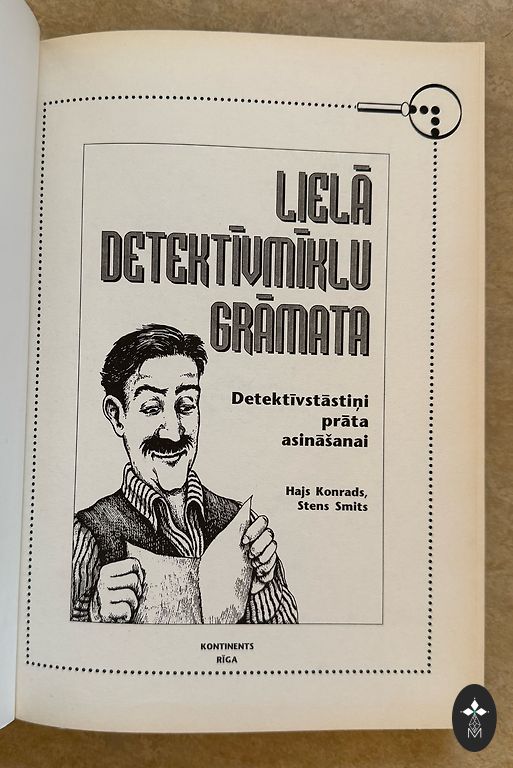 LIELĀ
DETEKTĪVMĪKLU
GRĀMATA
Detektīvstāstiņi
prāta
asināšanai
Hajs Konrads,
Stens Smits
KONTINENTS
RĪGA
M